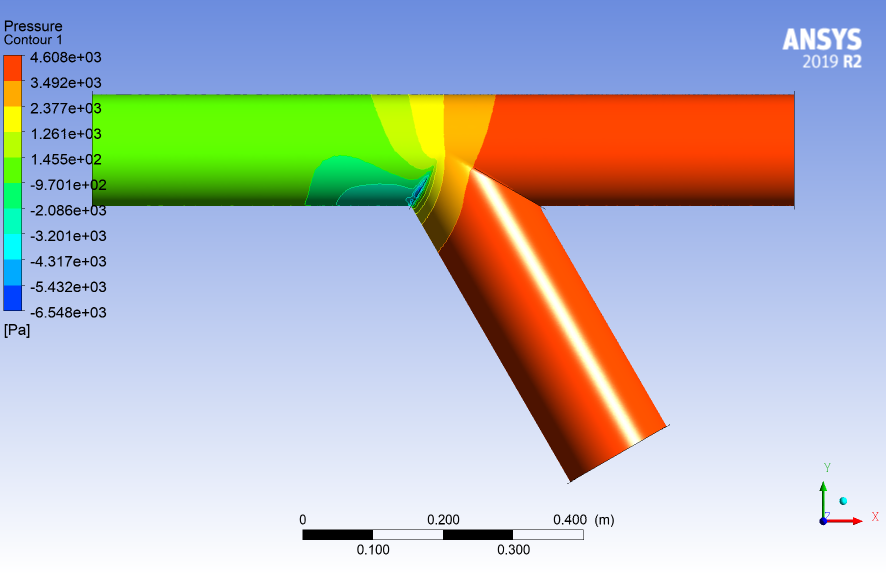 Pressure
Contour 1
4.608e+03
3.492e+03
2.377e+03
1.261e+03
1.455e+02
-9.701e+02
-2.086e+03
-3.201e+03
-4.317e+03
-5.432e+03
-6.548e+03
[Pa]
ANSYS
2019 R2
0 0.200 0.400 (m)
0.100 0.300
Y
Z X